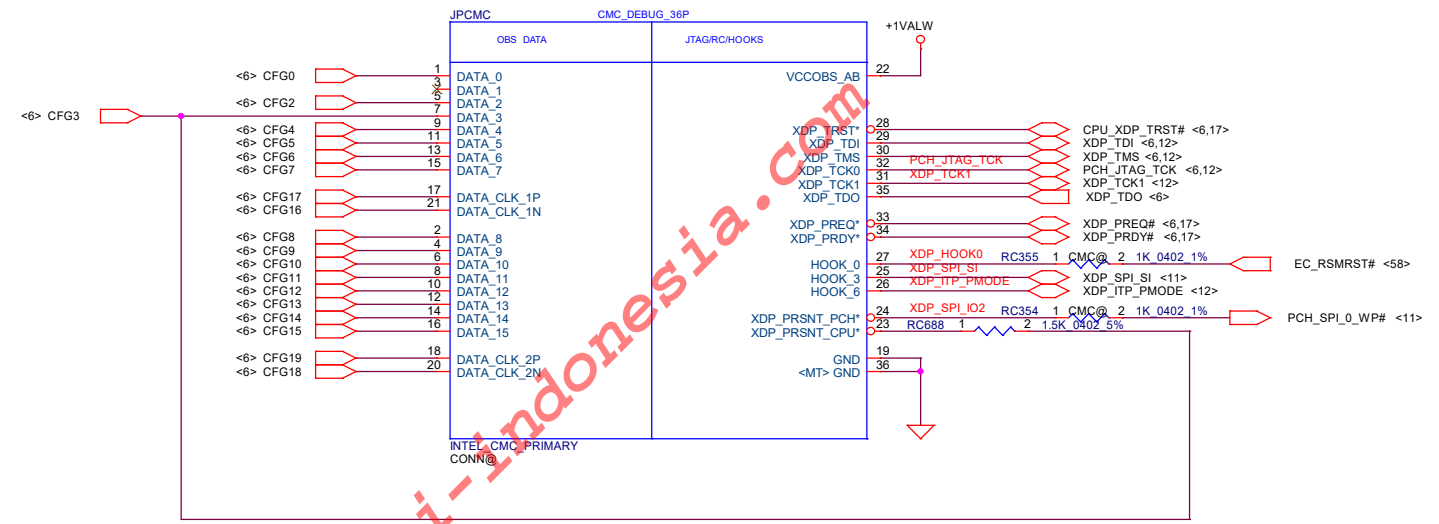 JPCMC CMC_DEBUG_36P
+1VALW
OBS DATA JTAG/RC/HOOKS
<6> CFG0 1 DATA_0 VCCOBS_AB 22
3 DATA_1
<6> CFG2 5 DATA_2
<6> CFG3 7 DATA_3
<6> CFG4 9 DATA_4 XDP_TRST* 28 CPU_XDP_TRST# <6,17>
<6> CFG5 11 DATA_5 XDP_TDI 29 XDP_TDI <6,12>
<6> CFG6 13 DATA_6 XDP_TMS 30 XDP_TMS <6,12>
<6> CFG7 15 DATA_7 XDP_TCK0 32 PCH_JTAG_TCK PCH_JTAG_TCK <6,12>
XDP_TCK1 31 XDP_TCK1 XDP_TCK1 <12>
<6> CFG17 17 DATA_CLK_1P XDP_TDO 35 XDP_TDO <6>
<6> CFG16 21 DATA_CLK_1N
XDP_PREQ* 33 XDP_PREQ# <6,17>
<6> CFG8 2 DATA_8 XDP_PRDY* 34 XDP_PRDY# <6,17>
<6> CFG9 4 DATA_9
<6> CFG10 6 DATA_10 HOOK_0 27 XDP_HOOK0 RC355 1 CMC@ 2 1K_0402_1% EC_RSMRST# <58>
<6> CFG11 8 DATA_11 HOOK_3 25 XDP_SPI_SI XDP_SPI_SI <11>
<6> CFG12 10 DATA_12 HOOK_6 26 XDP_ITP_PMODE XDP_ITP_PMODE <12>
<6> CFG13 12 DATA_13
<6> CFG14 14 DATA_14 XDP_PRSNT_PCH* 24 XDP_SPI_IO2 RC354 1 CMC@ 2 1K_0402_1% PCH_SPI_0_WP# <11>
<6> CFG15 16 DATA_15 XDP_PRSNT_CPU* 23 RC688 1 2 1.5K_0402_5%
<6> CFG19 18 DATA_CLK_2P GND 19
<6> CFG18 20 DATA_CLK_2N <MT> GND 36
INTEL_CMC_PRIMARY
CONN@
i-indonesia.com